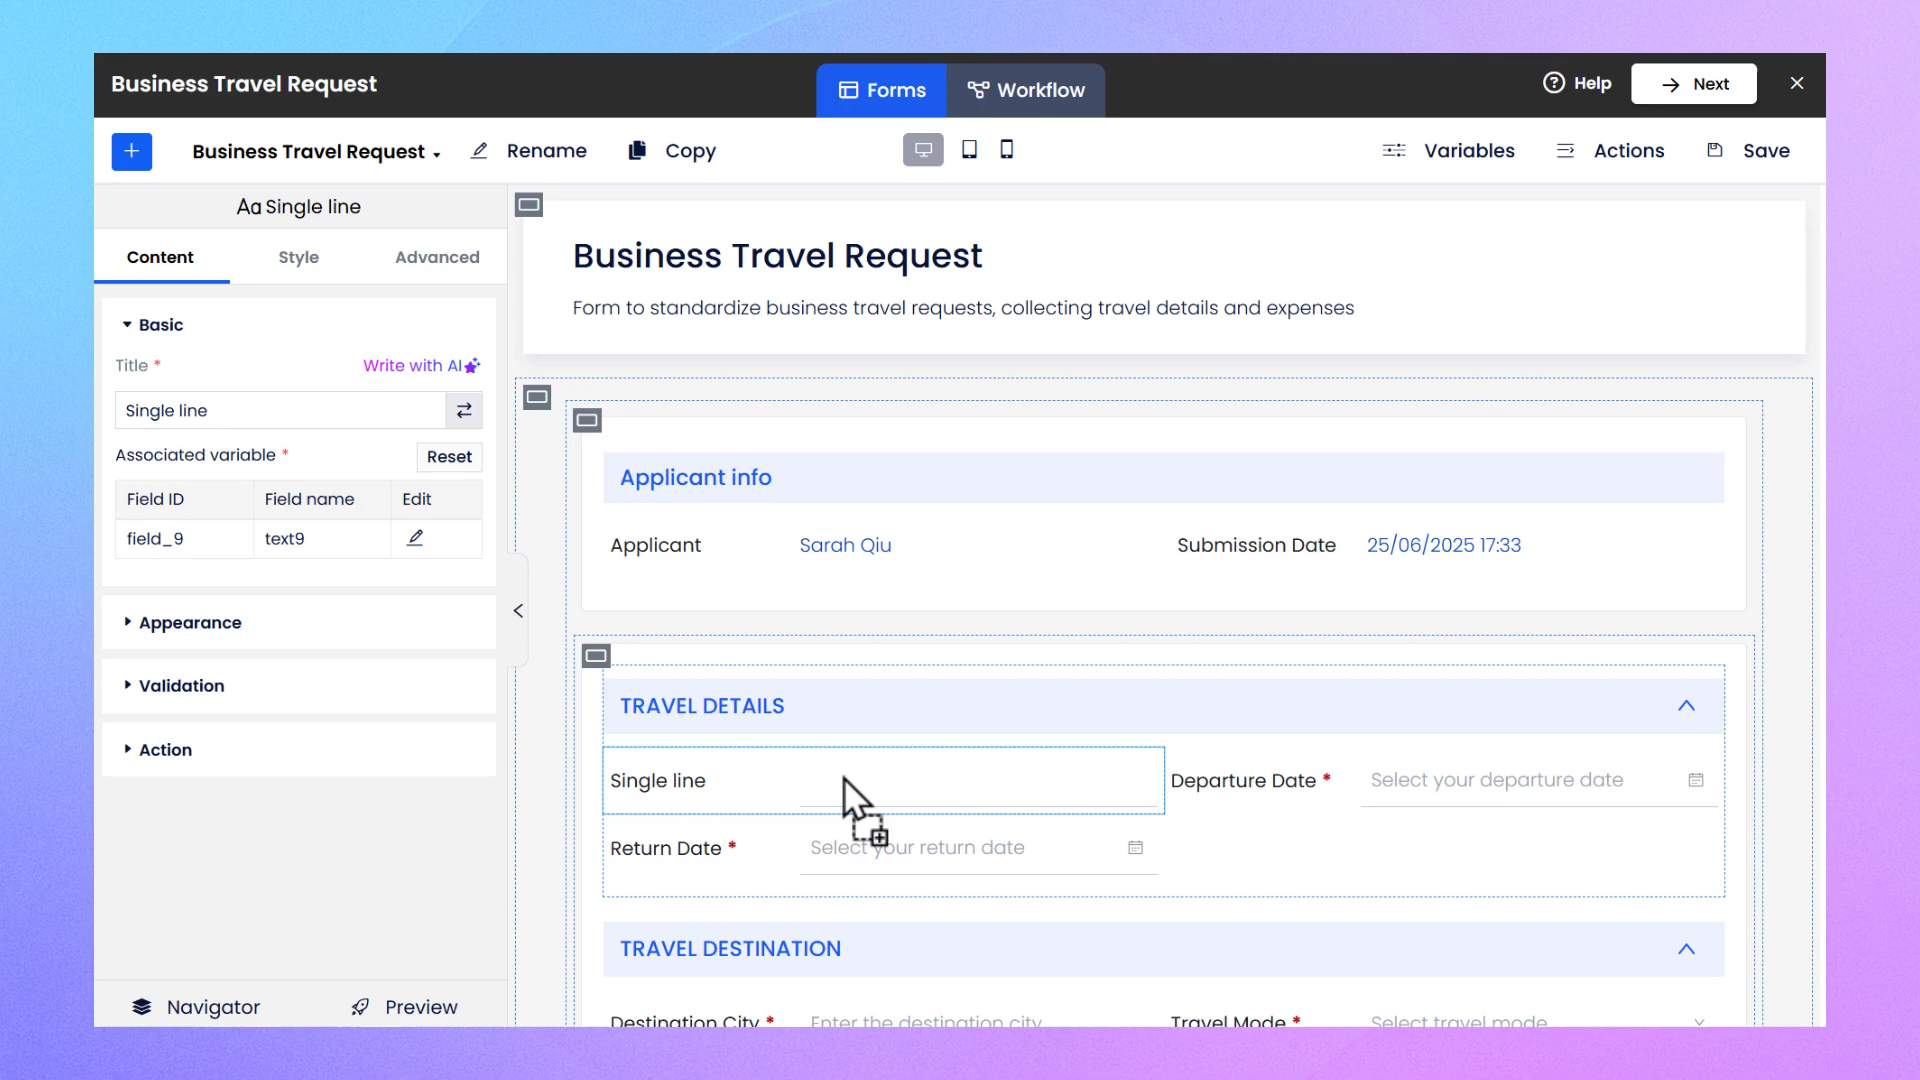 Business Travel Request
Forms
Workflow
Help
Next
Business Travel Request
Rename
Copy
Variables
Actions
Save
Aa Single line
Content
Style
Advanced
Basic
Title *
Write with AI
Single line
Associated variable *
Reset
Field ID
Field name
Edit
field_9
text9
Appearance
Validation
Action
Navigator
Preview
Business Travel Request
Form to standardize business travel requests, collecting travel details and expenses
Applicant info
Applicant
Sarah Qiu
Submission Date
25/06/2025 17:33
TRAVEL DETAILS
Single line
Departure Date *
Select your departure date
Return Date *
Select your return date
TRAVEL DESTINATION
Destination City *
Enter the destination city
Travel Mode *
Select travel mode